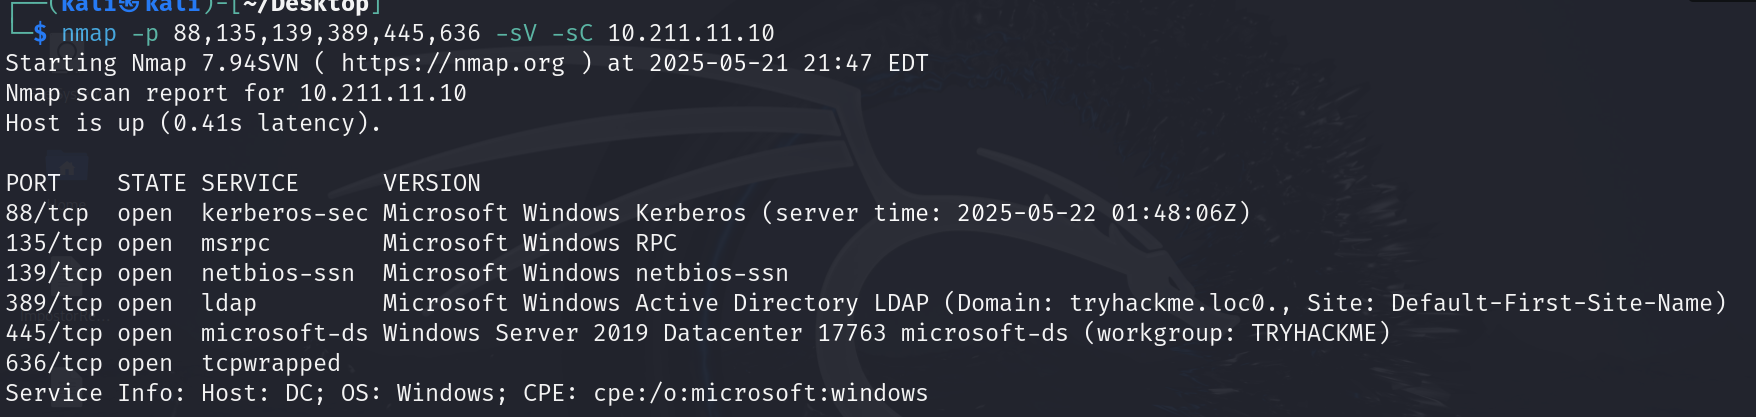 ┌──(kali㉿kali)-[~/Desktop]
└─$ nmap -p 88,135,139,389,445,636 -sV -sC 10.211.11.10
Starting Nmap 7.94SVN ( https://nmap.org ) at 2025-05-21 21:47 EDT
Nmap scan report for 10.211.11.10
Host is up (0.41s latency).

PORT    STATE SERVICE      VERSION
88/tcp  open  kerberos-sec Microsoft Windows Kerberos (server time: 2025-05-22 01:48:06Z)
135/tcp open  msrpc        Microsoft Windows RPC
139/tcp open  netbios-ssn  Microsoft Windows netbios-ssn
389/tcp open  ldap         Microsoft Windows Active Directory LDAP (Domain: tryhackme.loc0., Site: Default-First-Site-Name)
445/tcp open  microsoft-ds Windows Server 2019 Datacenter 17763 microsoft-ds (workgroup: TRYHACKME)
636/tcp open  tcpwrapped
Service Info: Host: DC; OS: Windows; CPE: cpe:/o:microsoft:windows